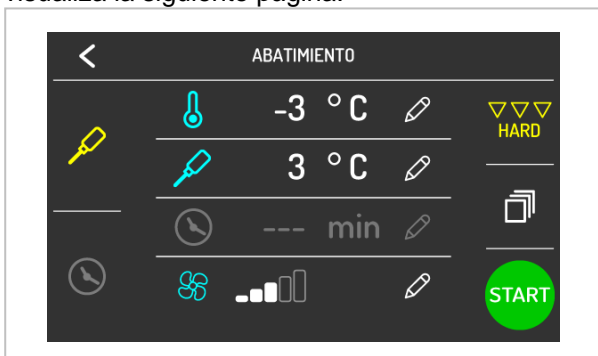 visualiza la siguiente página:
ABATIMIENTO
-3 °C
HARD
3 °C
--- min
START